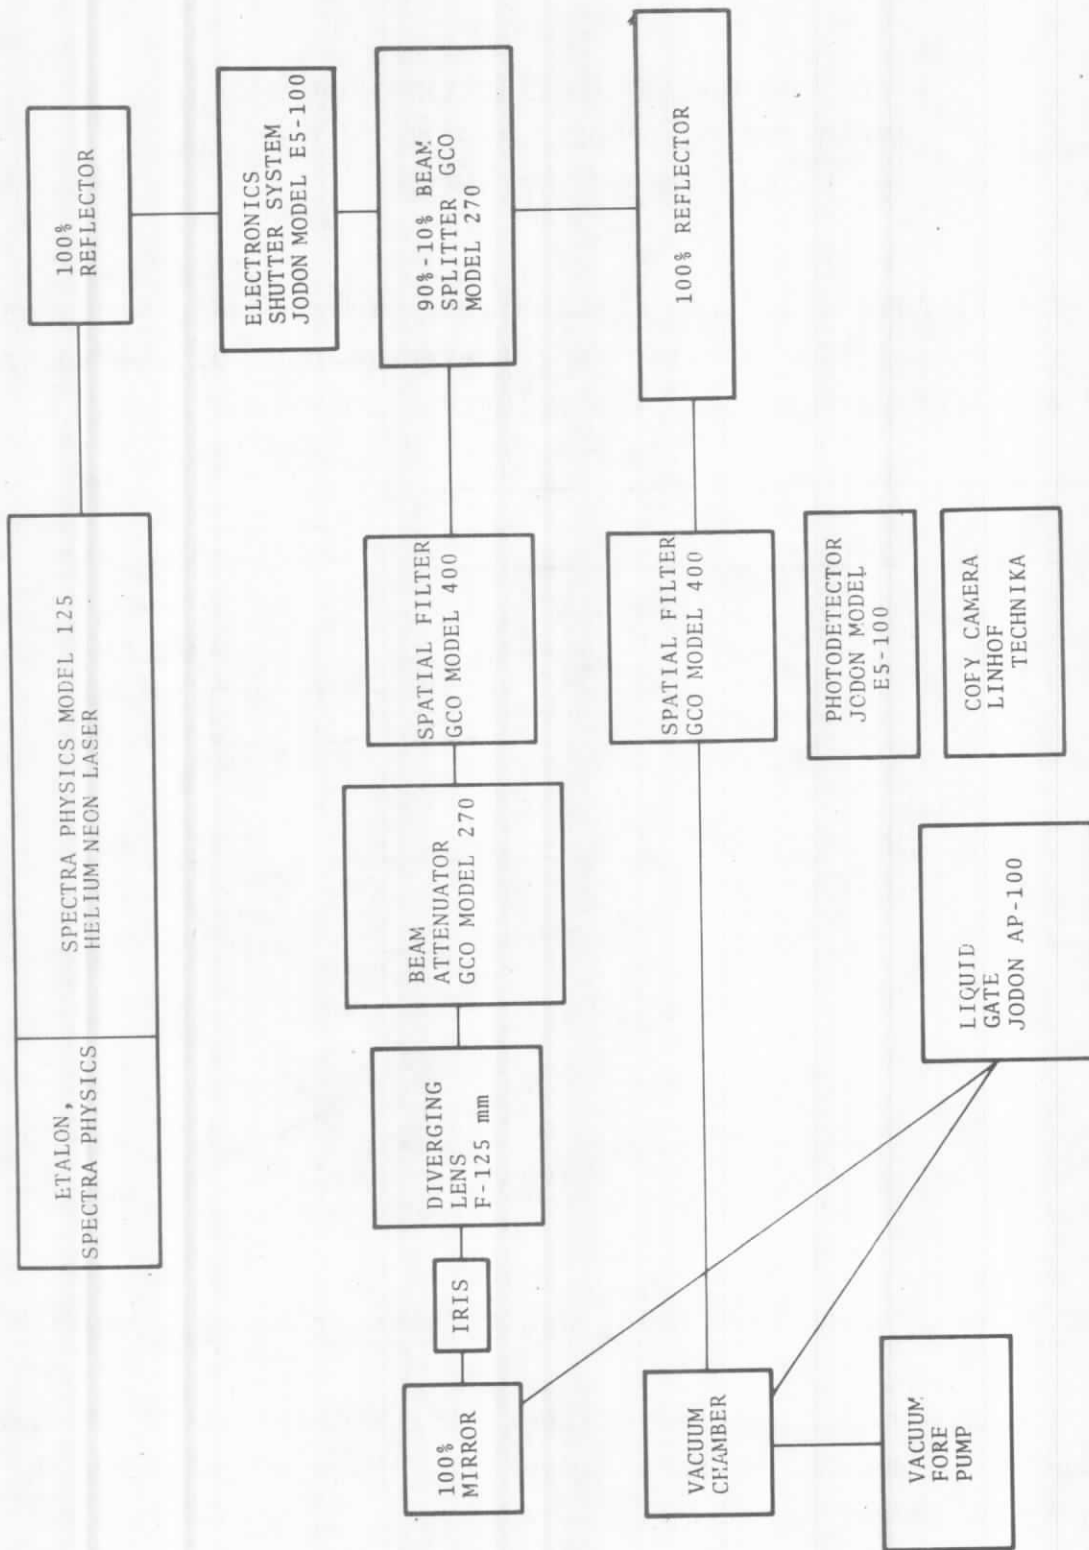 ETALON,
SPECTRA PHYSICS
SPECTRA PHYSICS MODEL 125
HELIUM NEON LASER
100%
REFLECTOR
ELECTRONICS
SHUTTER SYSTEM
JODON MODEL E5-100
90%-10% BEAM
SPLITTER GCO
MODEL 270
100% REFLECTOR
100%
MIRROR
IRIS
DIVERGING
LENS
F-125 mm
BEAM
ATTENUATOR
GCO MODEL 270
SPATIAL FILTER
GCO MODEL 400
SPATIAL FILTER
GCO MODEL 400
VACUUM
CHAMBER
PHOTODETECTOR
JODON MODEL
E5-100
VACUUM
FORE
PUMP
LIQUID
GATE
JODON AP-100
COFY CAMERA
LINHOF
TECHNIKA